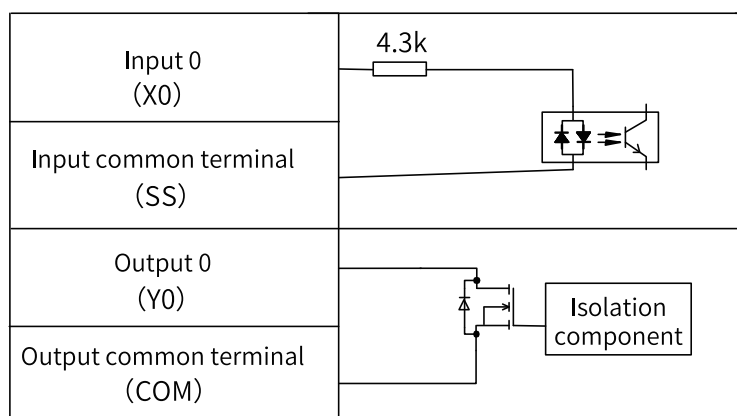 Input 0
（X0）
4.3k
Input common terminal
（SS）
Output 0
（Y0）
Isolation
component
Output common terminal
（COM）